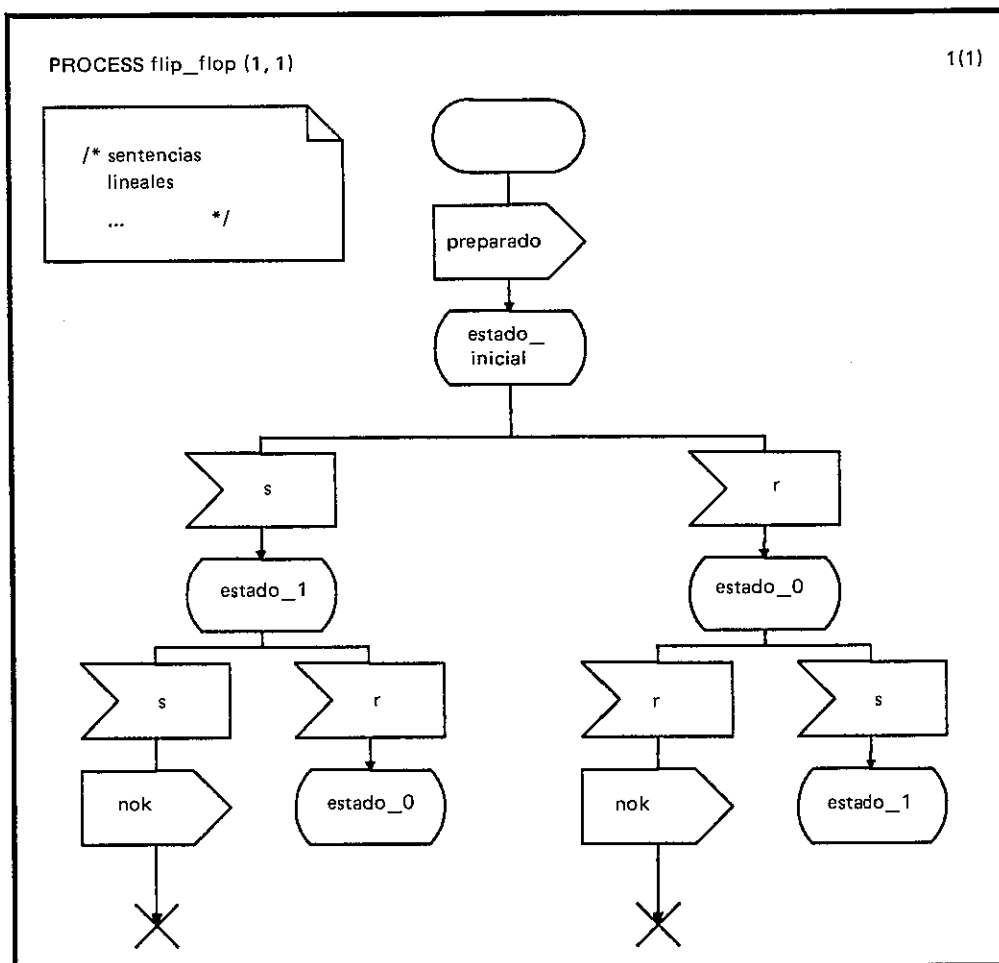 PROCESS flip_flop (1, 1)
1(1)
/* sentencias
lineales
... */
preparado
estado_
inicial
s
r
estado_1
estado_0
s
r
r
s
nok
estado_0
nok
estado_1